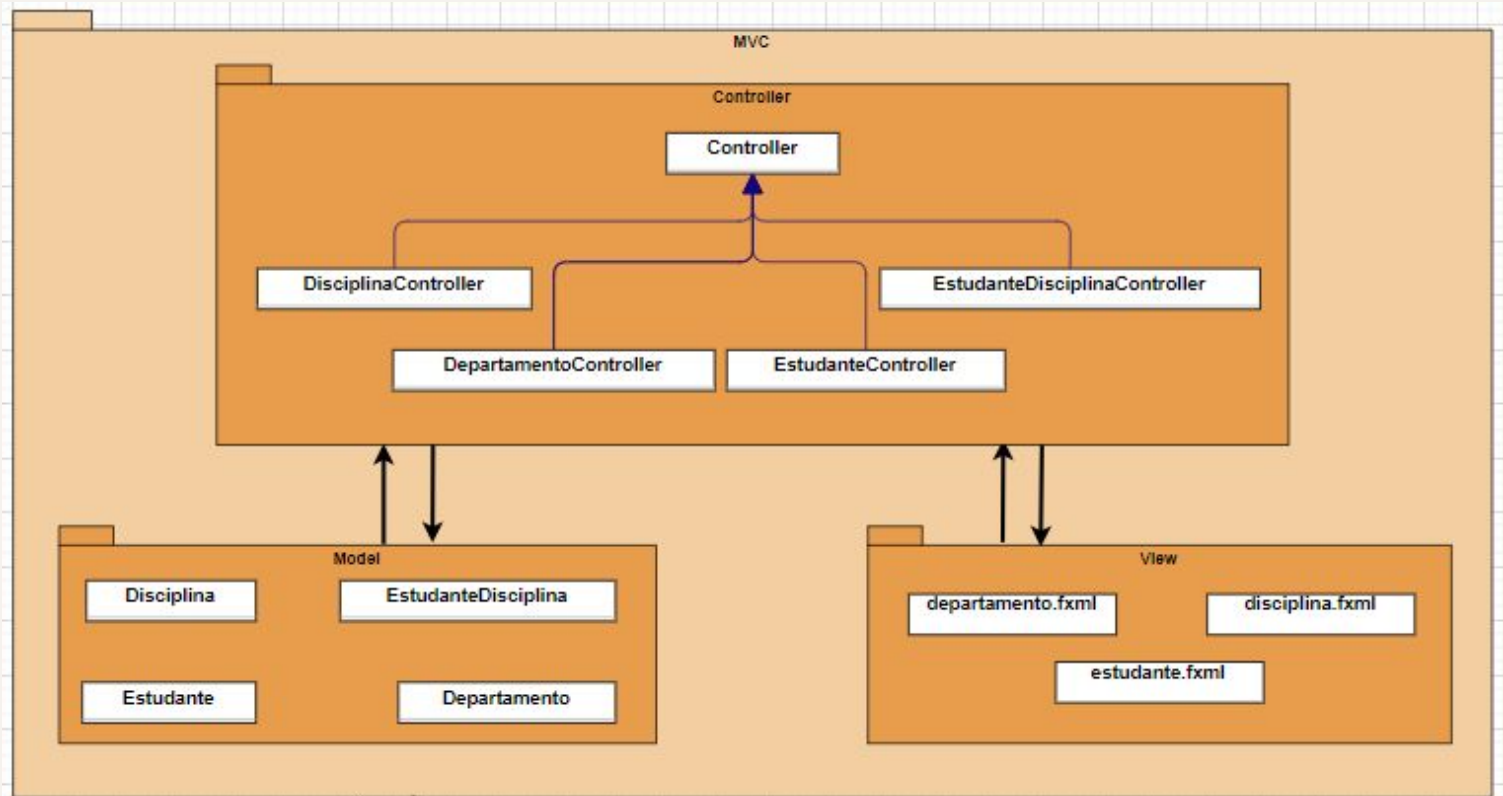 MVC
Controller
Controller
DisciplinaController
EstudanteDisciplinaController
DepartamentoController
EstudanteController
Model
Disciplina
EstudanteDisciplina
Estudante
Departamento
View
departamento.fxml
disciplina.fxml
estudante.fxml